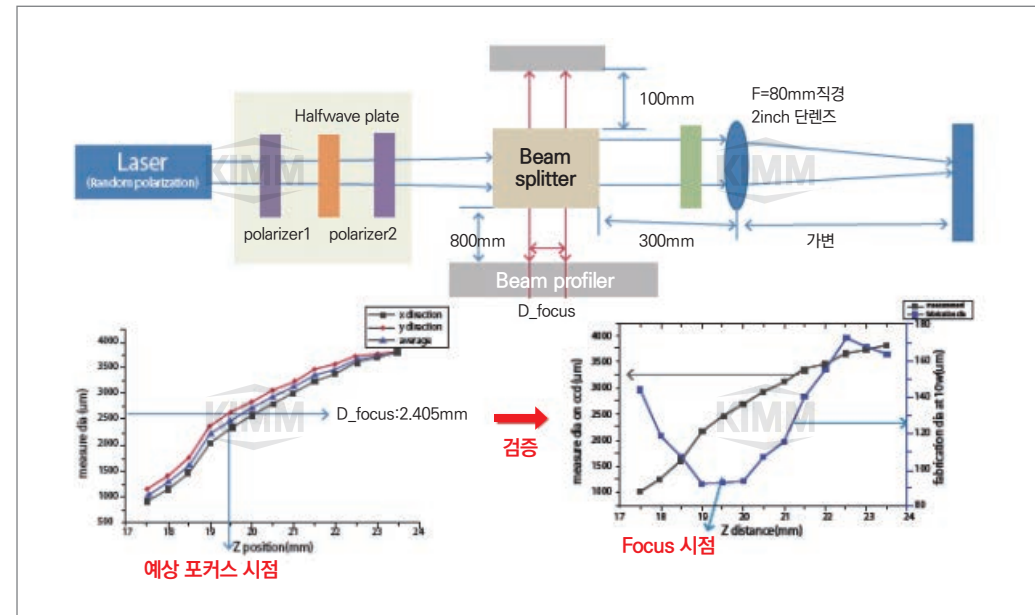 100mm
F=80mm직경
2inch 단렌즈
Halfwave plate
Laser
(Random polarization)
Beam
splitter
polarizer1
polarizer2
800mm
300mm
가변
Beam profiler
D_focus
KIMM
KIMM
KIMM
KIMM
KIMM
x direction
y direction
average
measure dia (um)
4000
3500
3000
2500
2000
1500
1000
500
17 18 20 21 22 23 24
Z position(mm)
D_focus:2.405mm
예상 포커스 시점
검증
measure dia on ccd(um)
4000
3500
3000
2500
2000
1500
1000
17 18 19 20 21 22 23 24
Z distance(mm)
fabrication dia at 10w(um)
180
160
140
120
100
80
Focus 시점